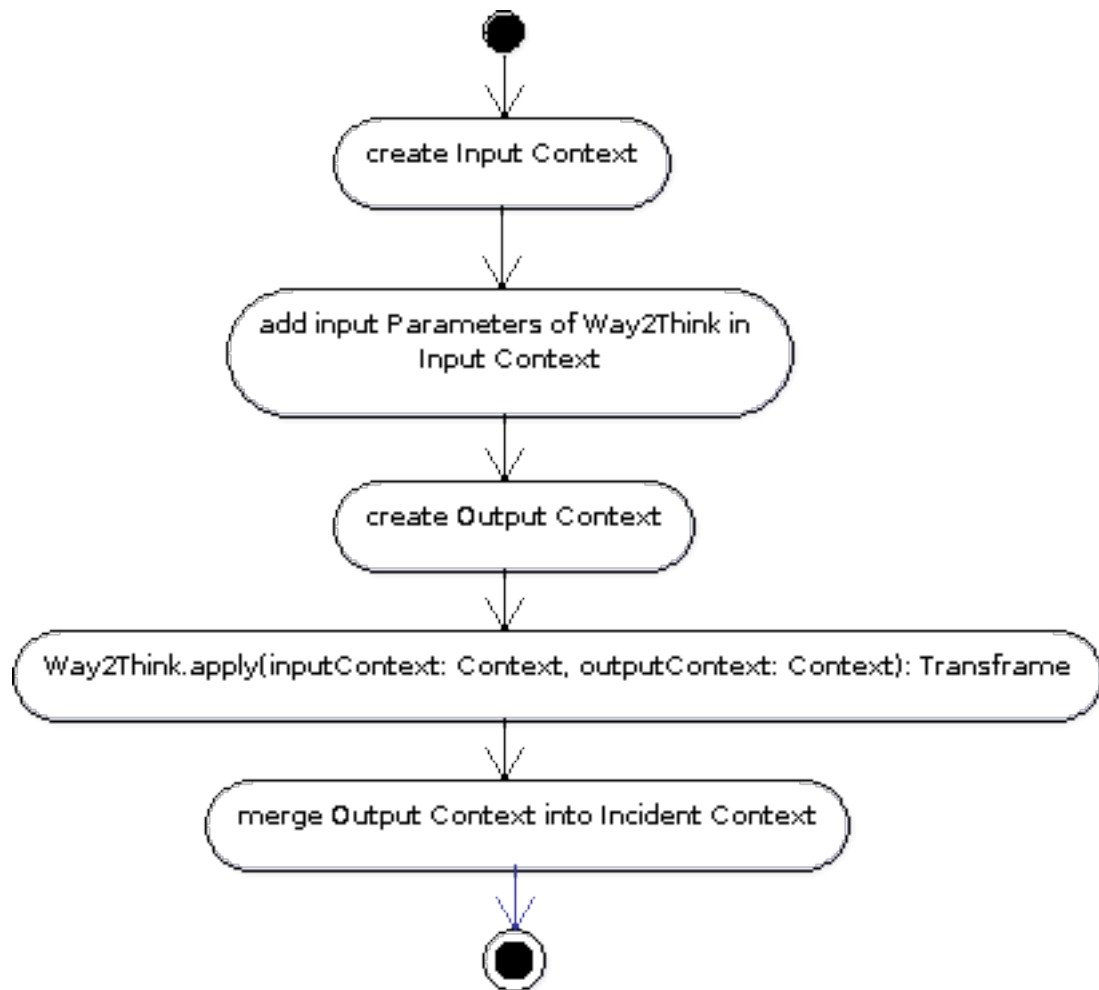 create Input Context
add input Parameters of Way2Think in
Input Context
create Output Context
Way2Think.apply(inputContext: Context, outputContext: Context): Transframe
merge Output Context into Incident Context